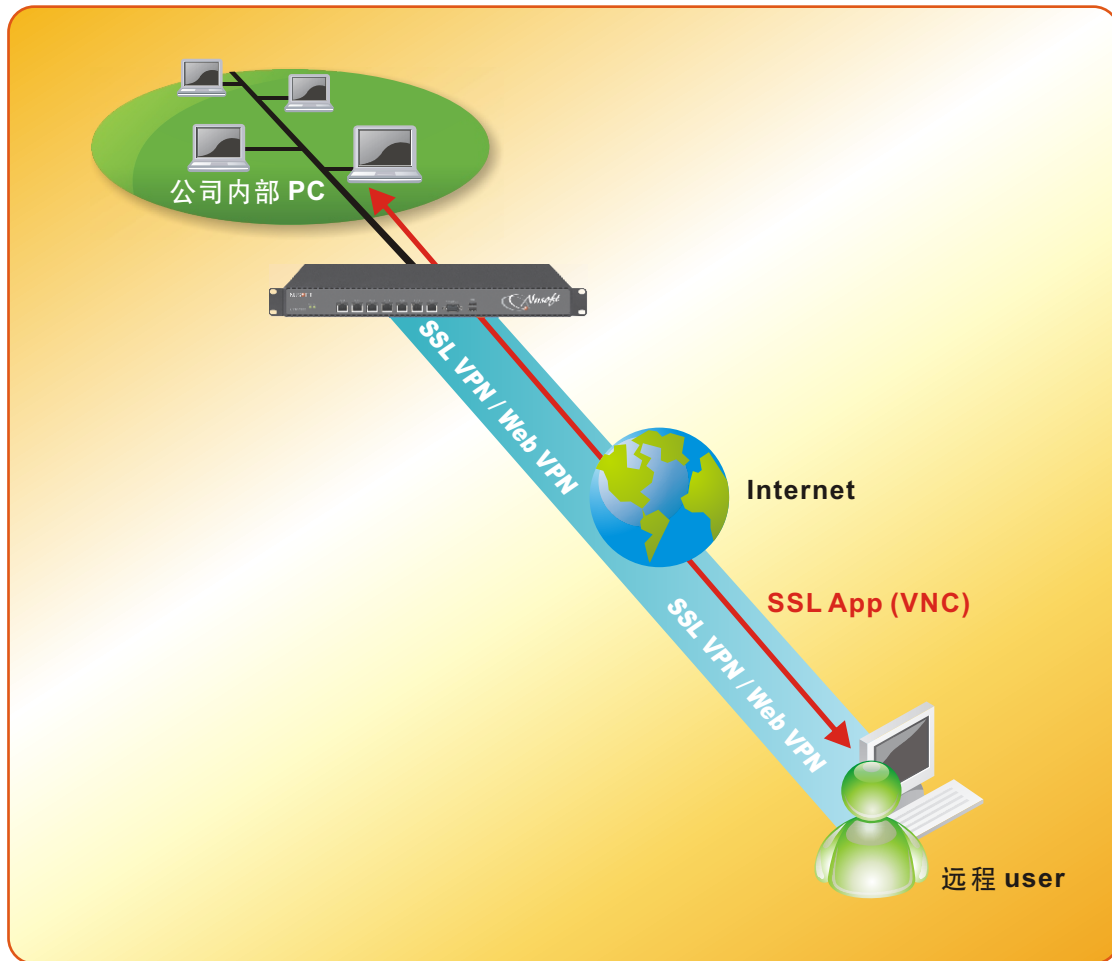 公司内部 PC
Nusoft
SSL VPN / Web VPN
Internet
SSL App (VNC)
SSL VPN / Web VPN
远程 user